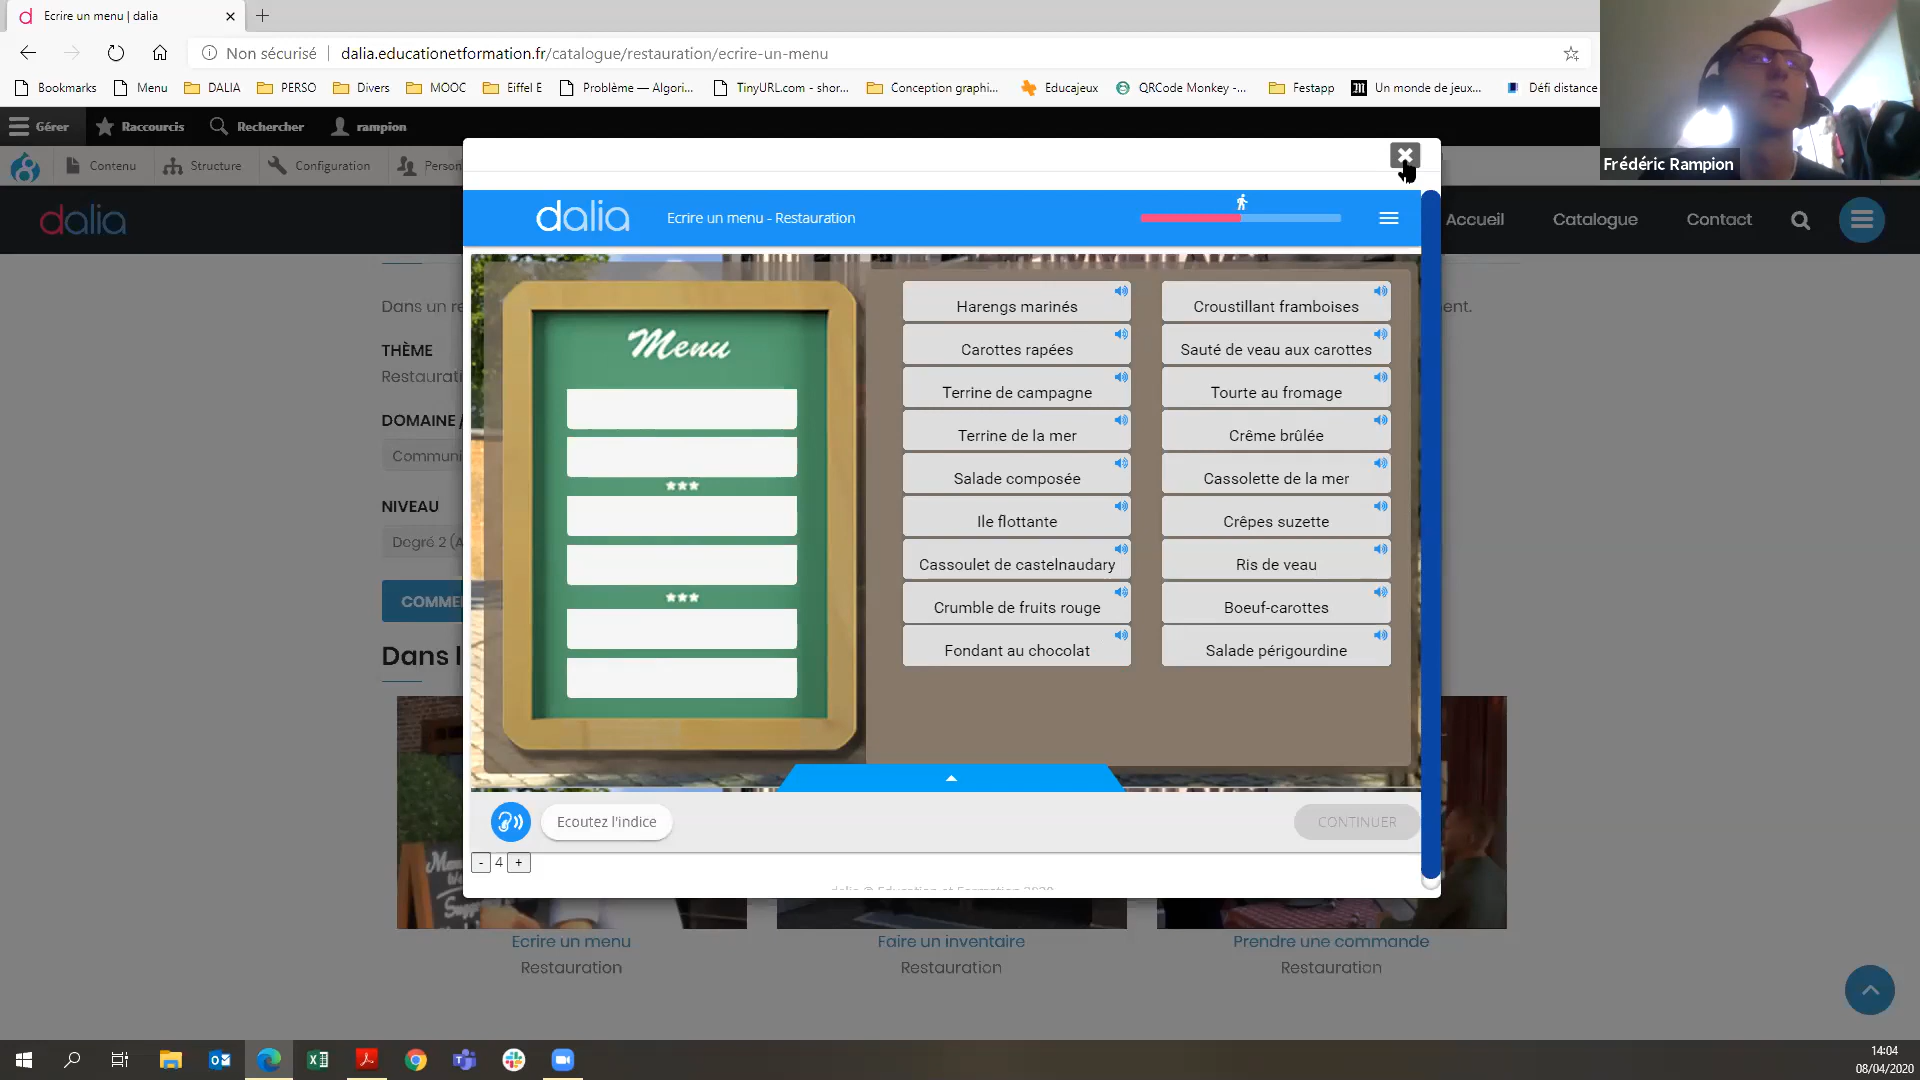 Ecrire un menu | dalia
Non sécurisé | dalia.educationetformation.fr/catalogue/restauration/ecrire-un-menu
Bookmarks Menu DALIA PERSO Divers MOOC Eiffel E Problème — Algori... TinyURL.com - shor... Conception graphi... Educajeux QRCode Monkey -... Festapp Un monde de jeux... Défi distance
Gérer Raccourcis Rechercher rampion
Frédéric Rampion
Contenu Structure Configuration Person
dalia
Accueil Catalogue Contact
dalia Ecrire un menu - Restauration
Dans un re
ent.
THÈME
Restaurati
DOMAINE /
Communi
NIVEAU
Degré 2 (A
COMME
Dans l
Menu
***
***
Harengs marinés
Carottes rapées
Terrine de campagne
Terrine de la mer
Salade composée
Ile flottante
Cassoulet de castelnaudary
Crumble de fruits rouge
Fondant au chocolat
Croustillant framboises
Sauté de veau aux carottes
Tourte au fromage
Crême brûlée
Cassolette de la mer
Crêpes suzette
Ris de veau
Boeuf-carottes
Salade périgourdine
Ecoutez l'indice
CONTINUER
- 4 +
Ecrire un menu
Restauration
Faire un inventaire
Restauration
Prendre une commande
Restauration
14:04
08/04/2020